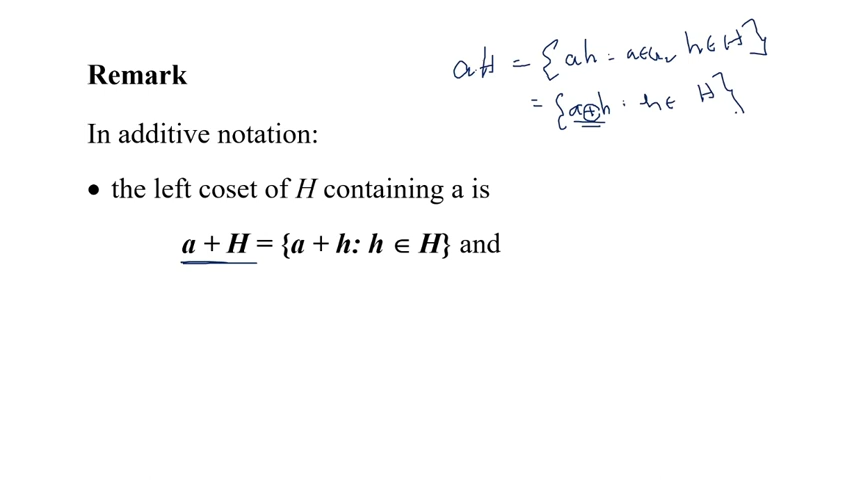 aH = {ah : a∈G, h∈H}
Remark
= {a+h : h∈ H}
In additive notation:
• the left coset of H containing a is
a + H = {a + h: h ∈ H} and